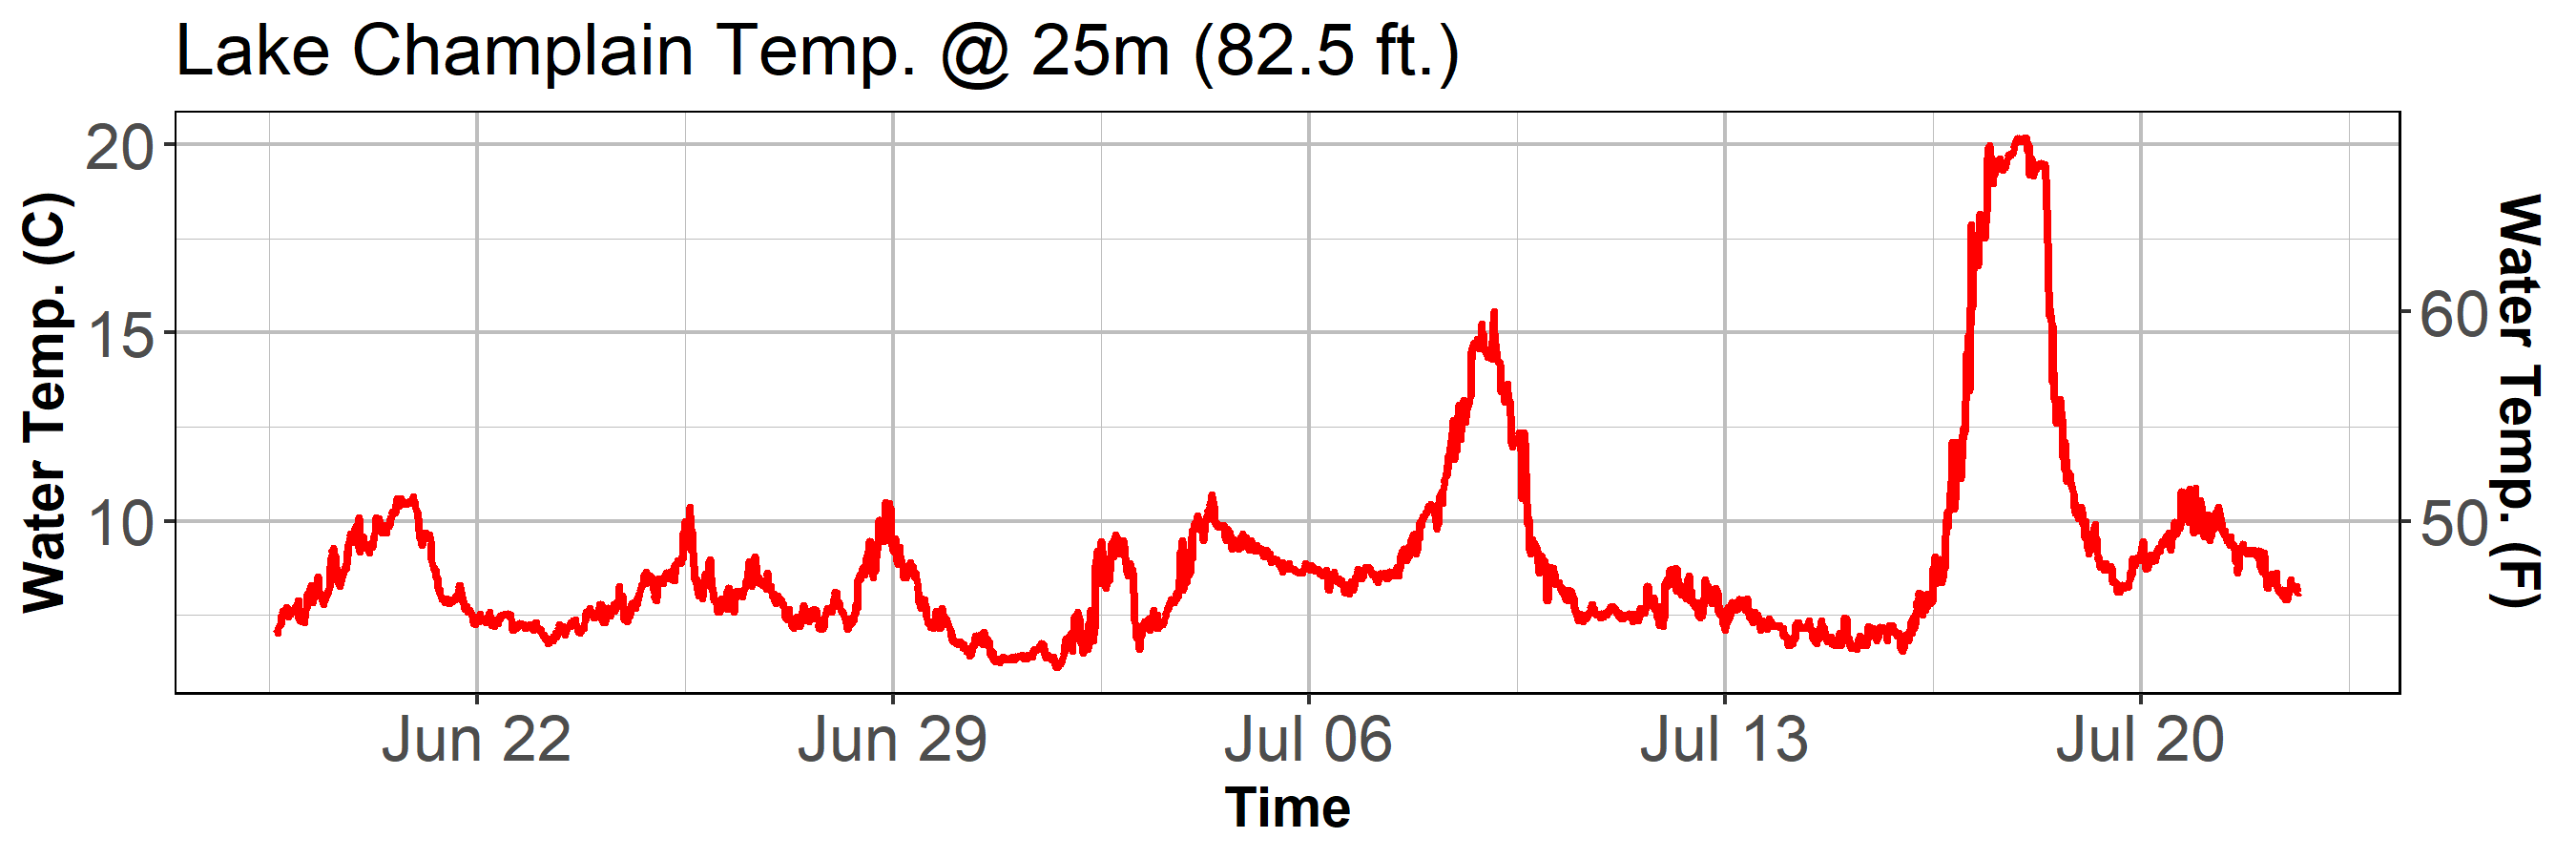 Lake Champlain Temp. @ 25m (82.5 ft.)
Water Temp. (C)
20
15
10
60
50
Water Temp. (F)
Jun 22 Jun 29 Jul 06 Jul 13 Jul 20
Time